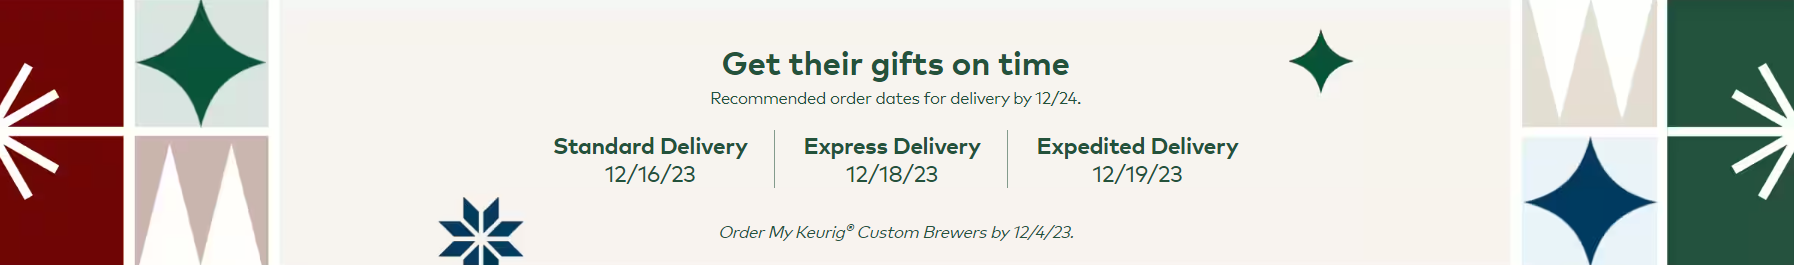 Get their gifts on time
Recommended order dates for delivery by 12/24.
Standard Delivery
12/16/23
Express Delivery
12/18/23
Expedited Delivery
12/19/23
Order My Keurig® Custom Brewers by 12/4/23.